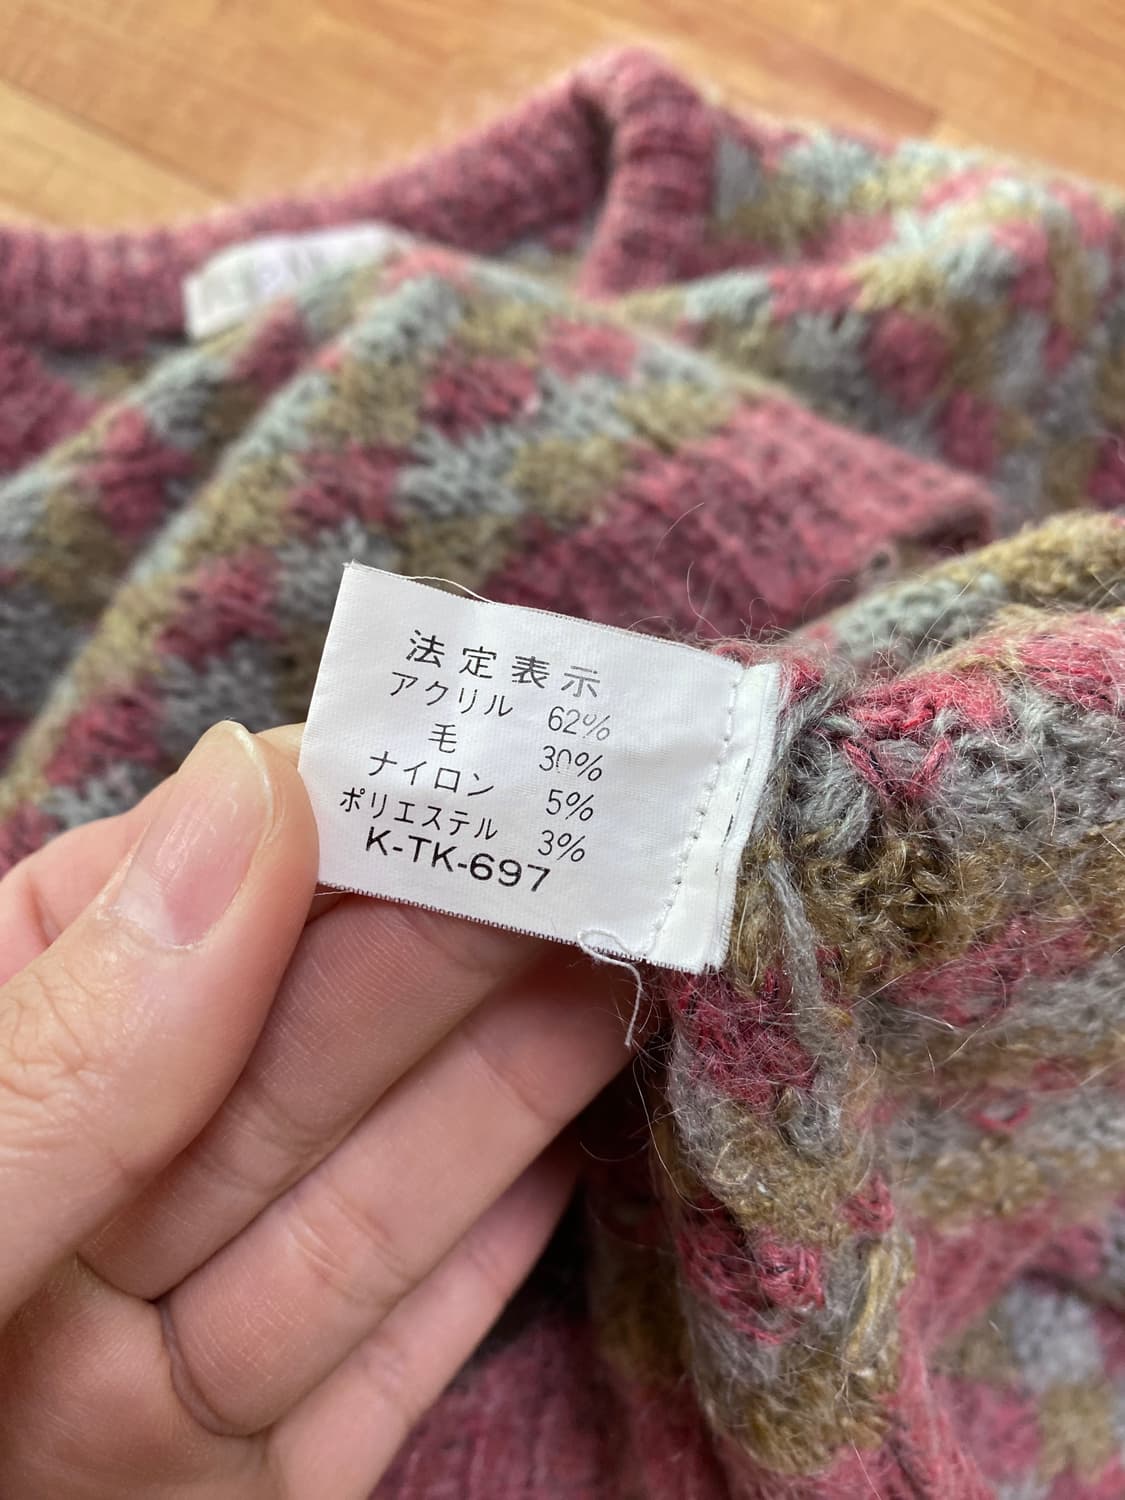 法定表示
アクリル 62%
毛 30%
ナイロン 5%
ポリエステル 3%
K-TK-697